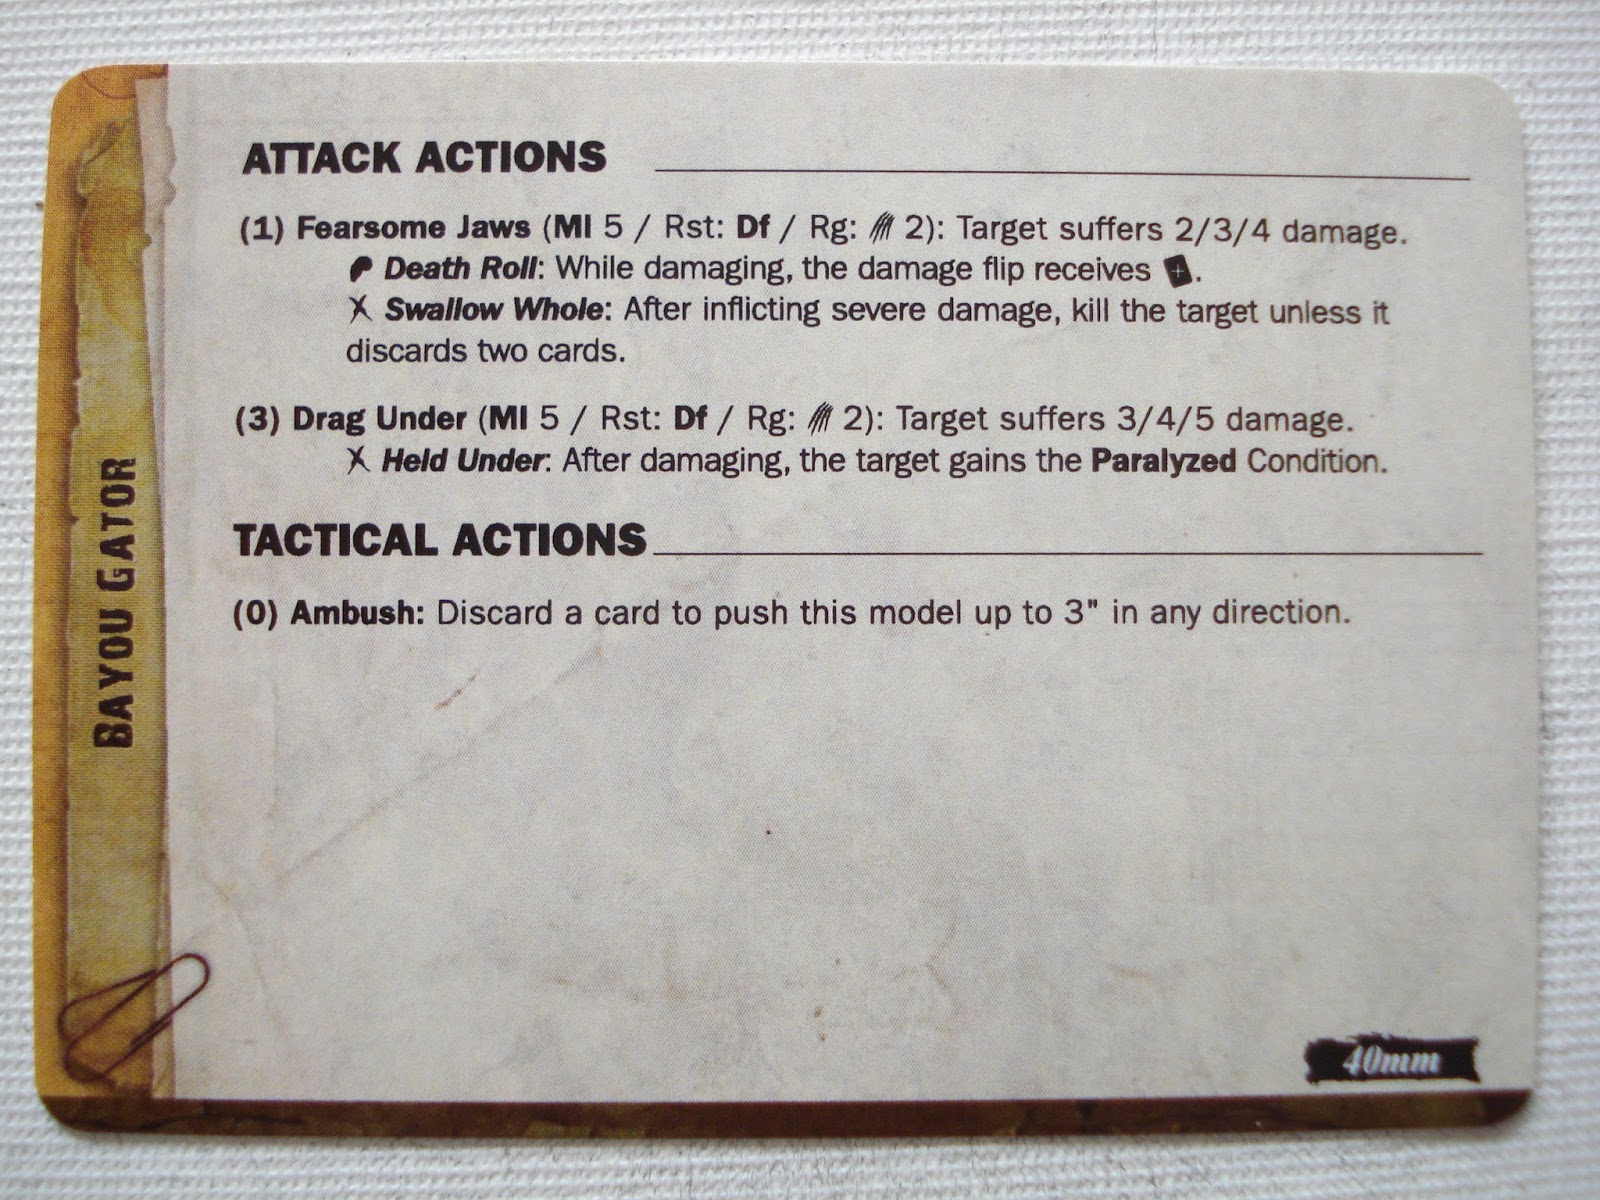 ATTACK ACTIONS
(1) Fearsome Jaws (Ml 5 / Rst: Df / Rg: 2): Target suffers 2/3/4 damage.
Death Roll: While damaging, the damage flip receives +.
Swallow Whole: After inflicting severe damage, kill the target unless it
discards two cards.
(3) Drag Under (Ml 5 / Rst: Df / Rg: 2): Target suffers 3/4/5 damage.
Held Under: After damaging, the target gains the Paralyzed Condition.
TACTICAL ACTIONS
(0) Ambush: Discard a card to push this model up to 3" in any direction.
BAYOU GATOR
40mm